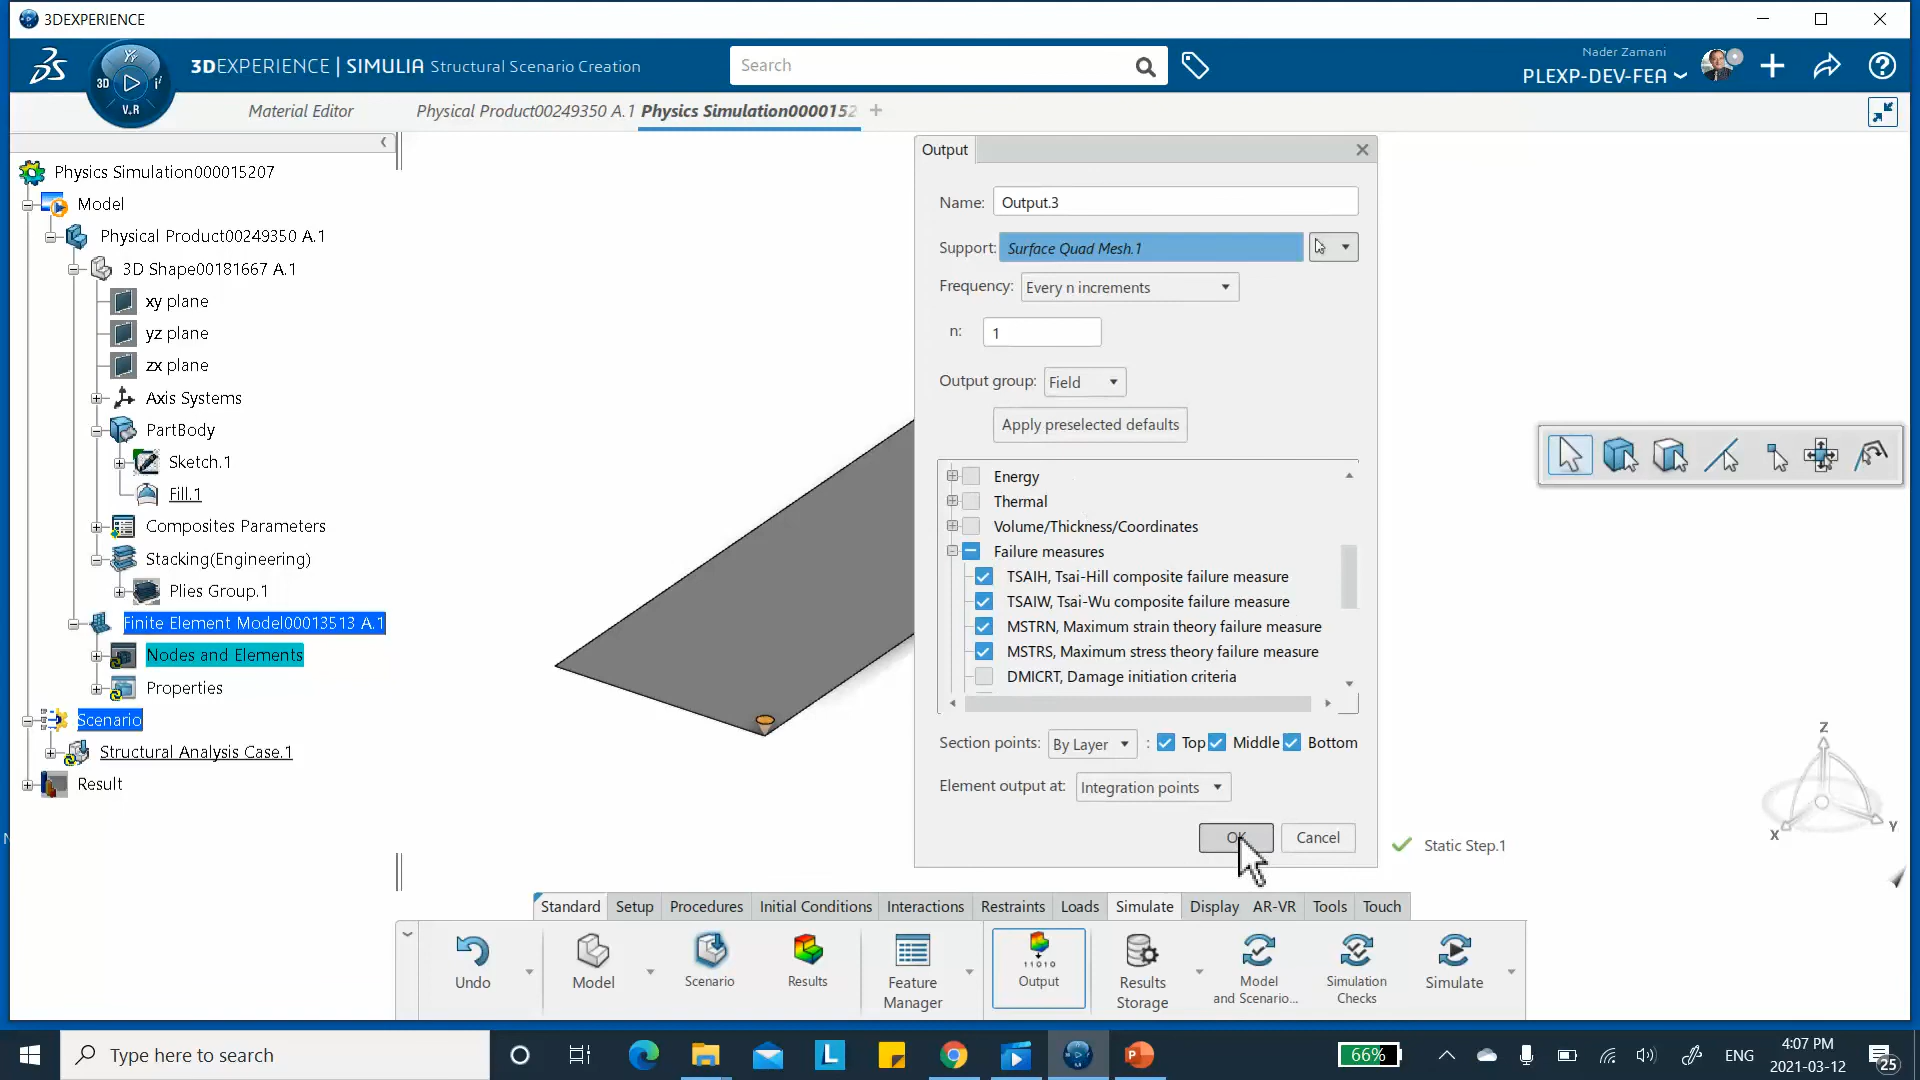 3DEXPERIENCE
3DEXPERIENCE | SIMULIA Structural Scenario Creation
Search
Nader Zamani
PLEXP-DEV-FEA
3D
V.R
Material Editor
Physical Product00249350 A.1
Physics Simulation0000152
Physics Simulation000015207
Model
Physical Product00249350 A.1
3D Shape00181667 A.1
xy plane
yz plane
zx plane
Axis Systems
PartBody
Sketch.1
Fill.1
Composites Parameters
Stacking(Engineering)
Plies Group.1
Finite Element Model00013513 A.1
Nodes and Elements
Properties
Scenario
Structural Analysis Case.1
Result
Output
Name: Output.3
Support: Surface Quad Mesh.1
Frequency: Every n increments
n: 1
Output group: Field
Apply preselected defaults
Energy
Thermal
Volume/Thickness/Coordinates
Failure measures
TSAIH, Tsai-Hill composite failure measure
TSAIW, Tsai-Wu composite failure measure
MSTRN, Maximum strain theory failure measure
MSTRS, Maximum stress theory failure measure
DMICRT, Damage initiation criteria
Section points: By Layer : Top Middle Bottom
Element output at: Integration points
OK Cancel
Static Step.1
Z
X
Y
Standard Setup Procedures Initial Conditions Interactions Restraints Loads Simulate Display AR-VR Tools Touch
Undo
Model
Scenario
Results
Feature
Manager
11010
Output
Results
Storage
Model
and Scenario...
Simulation
Checks
Simulate
Type here to search
L
P
66%
ENG
4:07 PM
2021-03-12
25